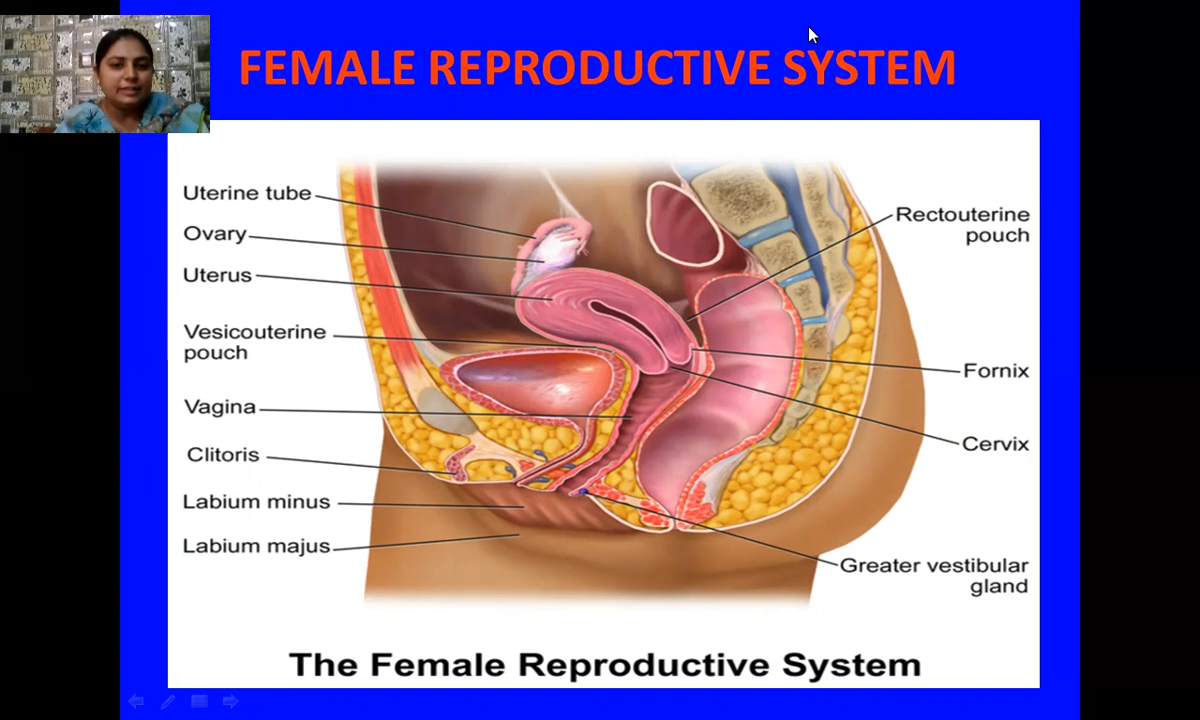 FEMALE REPRODUCTIVE SYSTEM
Uterine tube
Ovary
Uterus
Vesicouterine
pouch
Vagina
Clitoris
Labium minus
Labium majus
Rectouterine
pouch
Fornix
Cervix
Greater vestibular
gland
The Female Reproductive System